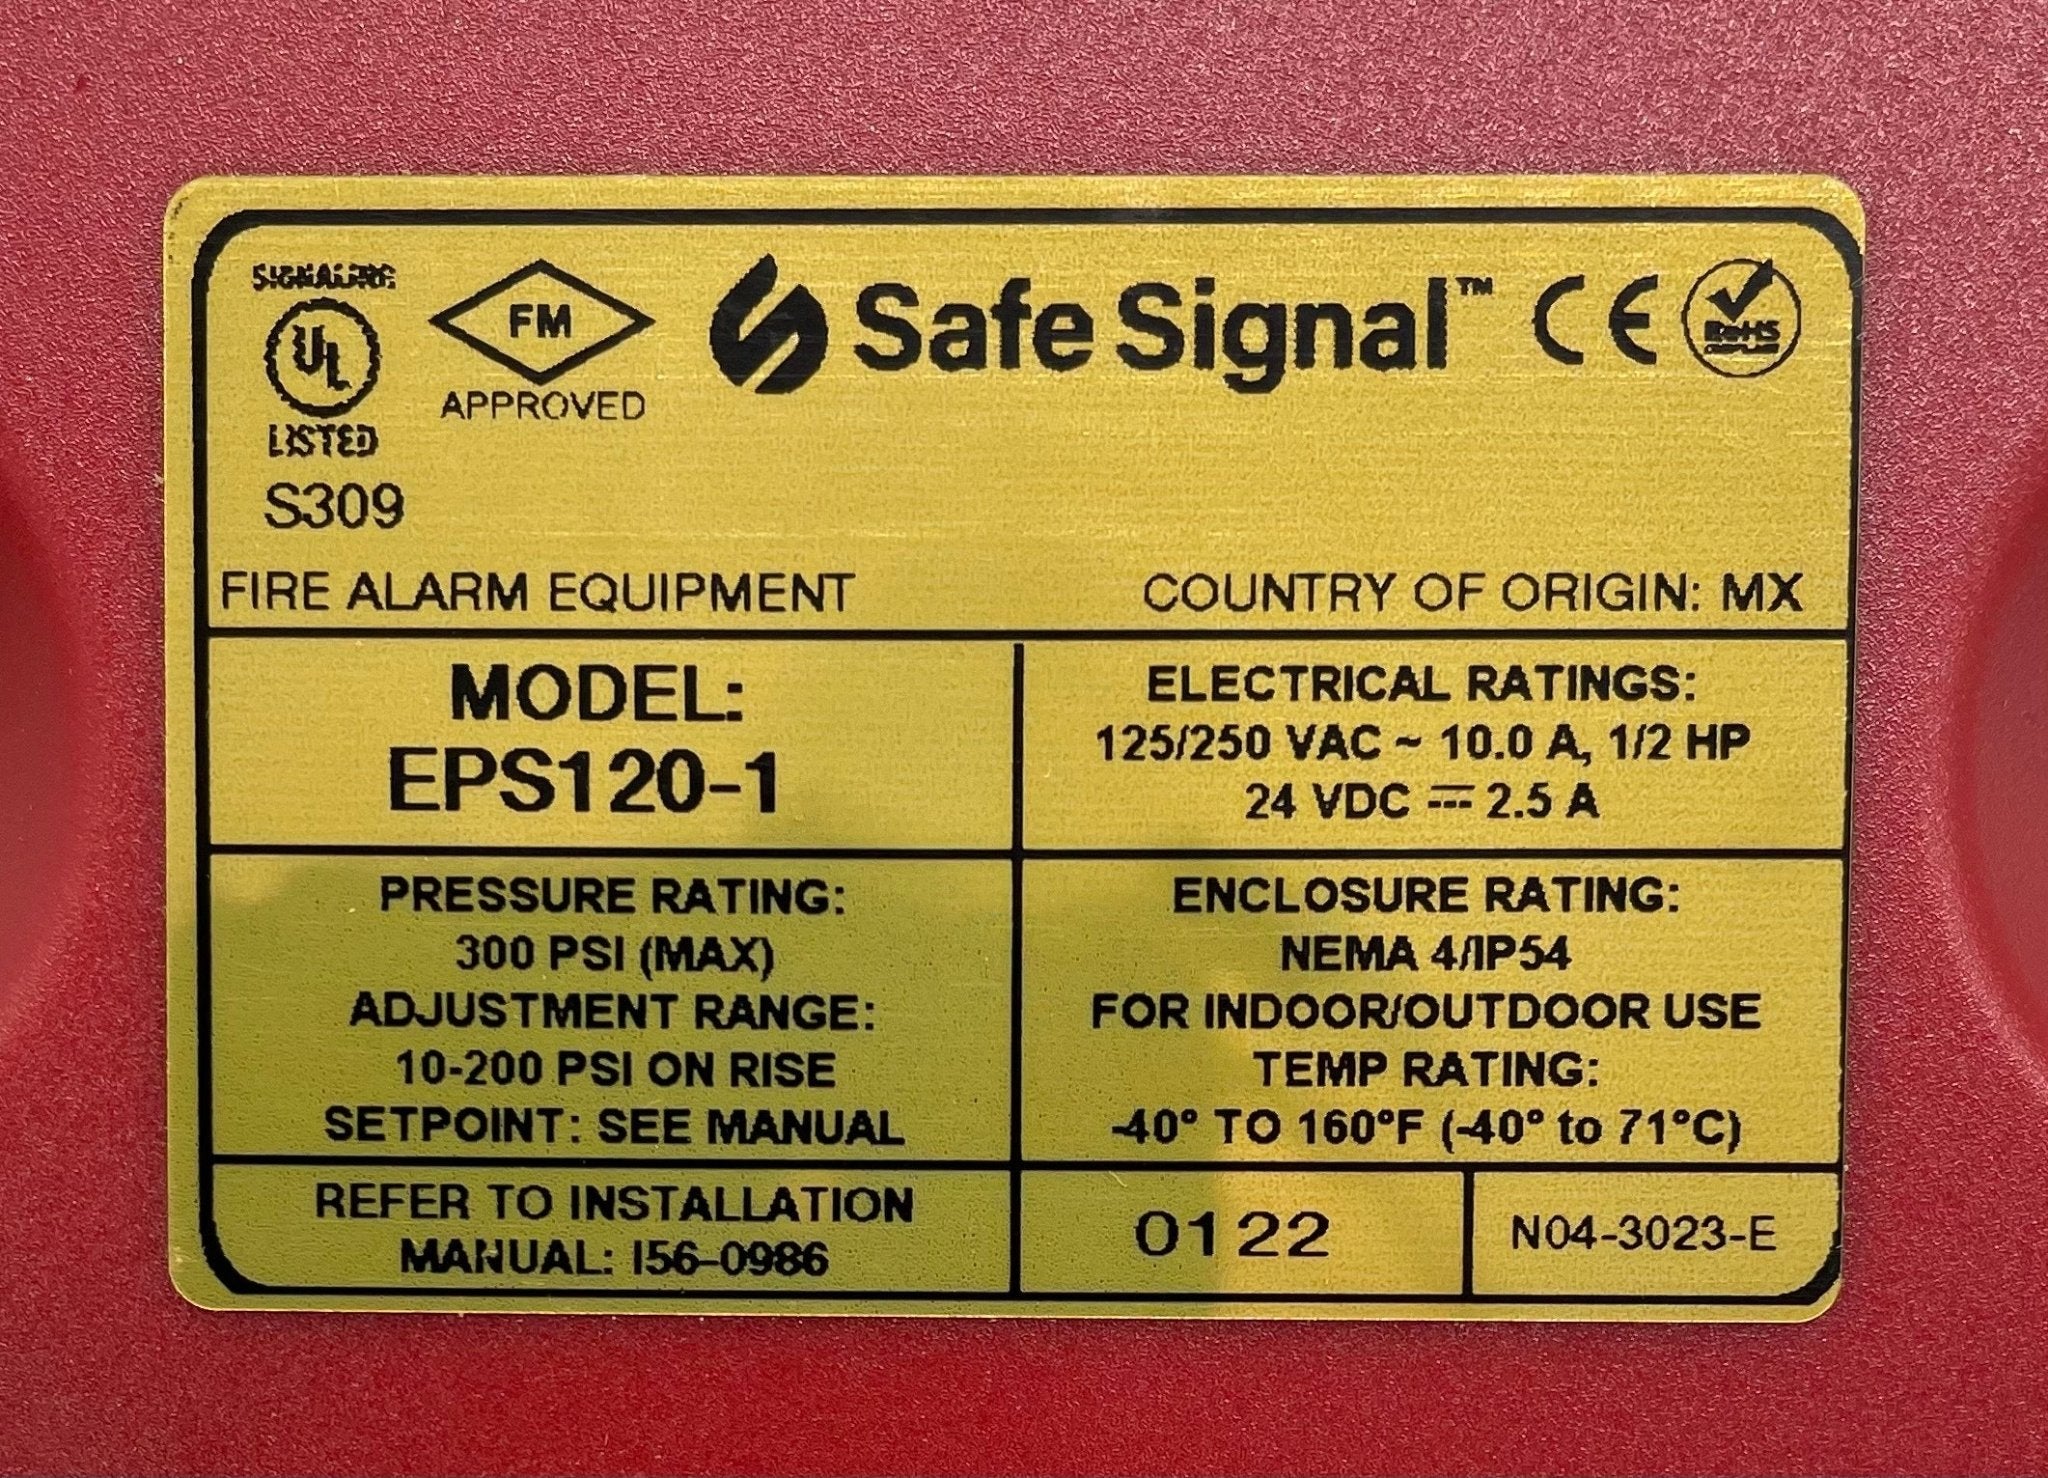 SIGNALING
UL
LISTED
S309
FM
APPROVED
Safe Signal™
CE
RoHS
COMPLIANT
FIRE ALARM EQUIPMENT
COUNTRY OF ORIGIN: MX
MODEL:
EPS120-1
ELECTRICAL RATINGS:
125/250 VAC ~ 10.0 A, 1/2 HP
24 VDC ⎓ 2.5 A
PRESSURE RATING:
300 PSI (MAX)
ADJUSTMENT RANGE:
10-200 PSI ON RISE
SETPOINT: SEE MANUAL
ENCLOSURE RATING:
NEMA 4/IP54
FOR INDOOR/OUTDOOR USE
TEMP RATING:
-40° TO 160°F (-40° to 71°C)
REFER TO INSTALLATION
MANUAL: I56-0986
0122
N04-3023-E